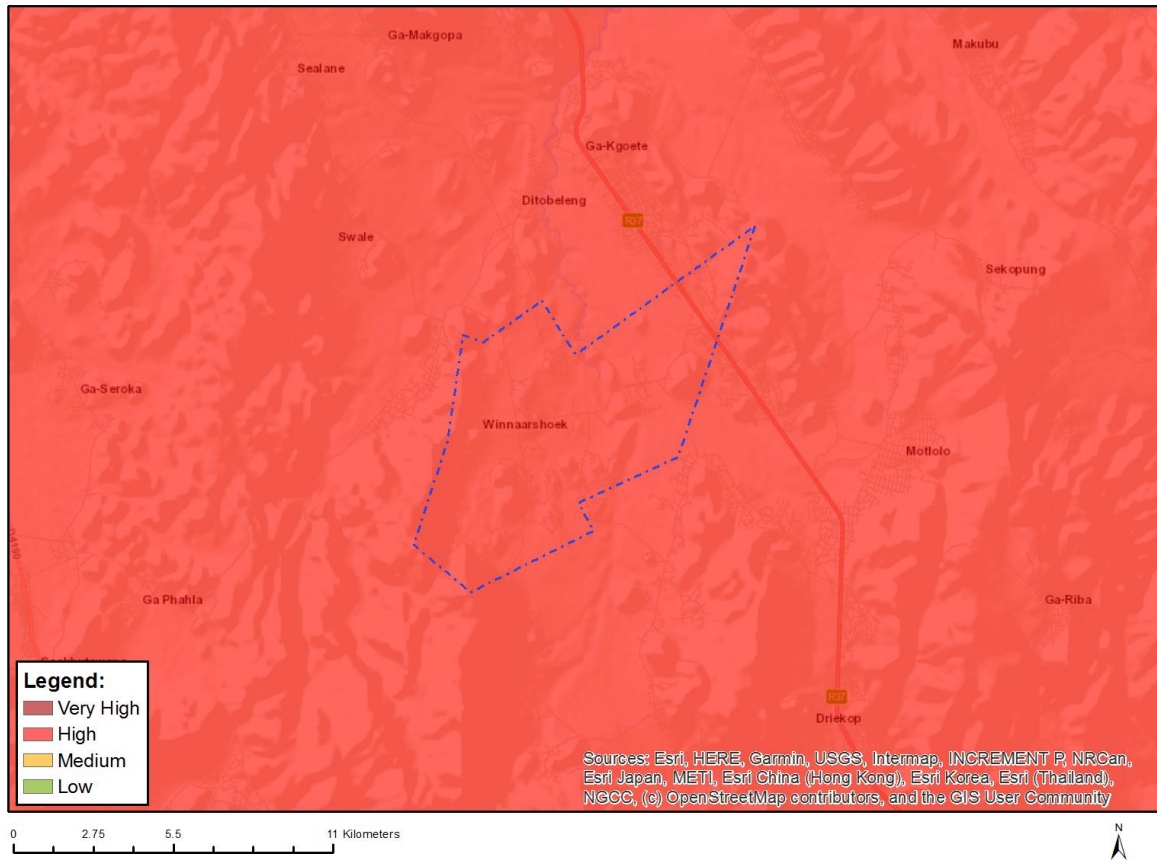 Ga-Makgopa
Makubu
Sealane
Ga-Kgoete
Ditobeleng
R37
Swale
Sekopung
Ga-Seroka
Winnaarshoek
Motlolo
D4190
Ga Phahla
Ga-Riba
Legend:
Very High
High
Medium
Low
R37
Driekop
Sources: Esri, HERE, Garmin, USGS, Intermap, INCREMENT P, NRCan,
Esri Japan, METI, Esri China (Hong Kong), Esri Korea, Esri (Thailand),
NGCC, (c) OpenStreetMap contributors, and the GIS User Community
0 2.75 5.5 11 Kilometers
N